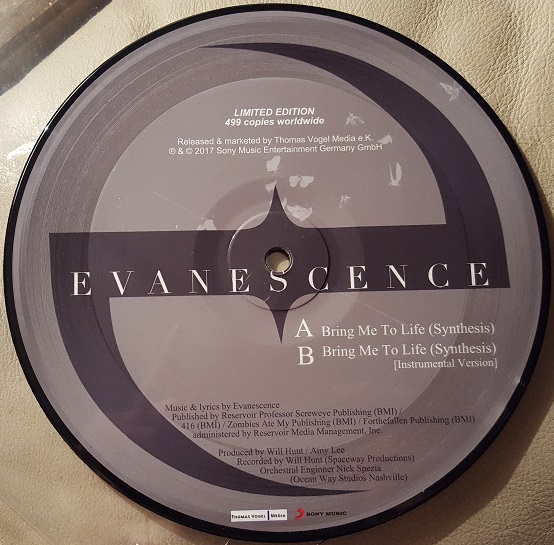 LIMITED EDITION
499 copies worldwide
Released & marketed by Thomas Vogel Media e.K.
℗ & © 2017 Sony Music Entertainment Germany GmbH
EVANESCENCE
A Bring Me To Life (Synthesis)
B Bring Me To Life (Synthesis)
[Instrumental Version]
Music & lyrics by Evanescence
Published by Reservoir Professor Screweye Publishing (BMI) /
416 (BMI) / Zombies Ate My Publishing (BMI) / Forthefallen Publishing (BMI)
administered by Reservoir Media Management, Inc.
Produced by Will Hunt / Amy Lee
Recorded by Will Hunt (Spaceway Productions)
Orchestral Enginner Nick Spezia
(Ocean Way Studios Nashville)
THOMAS VOGEL MEDIA SONY MUSIC